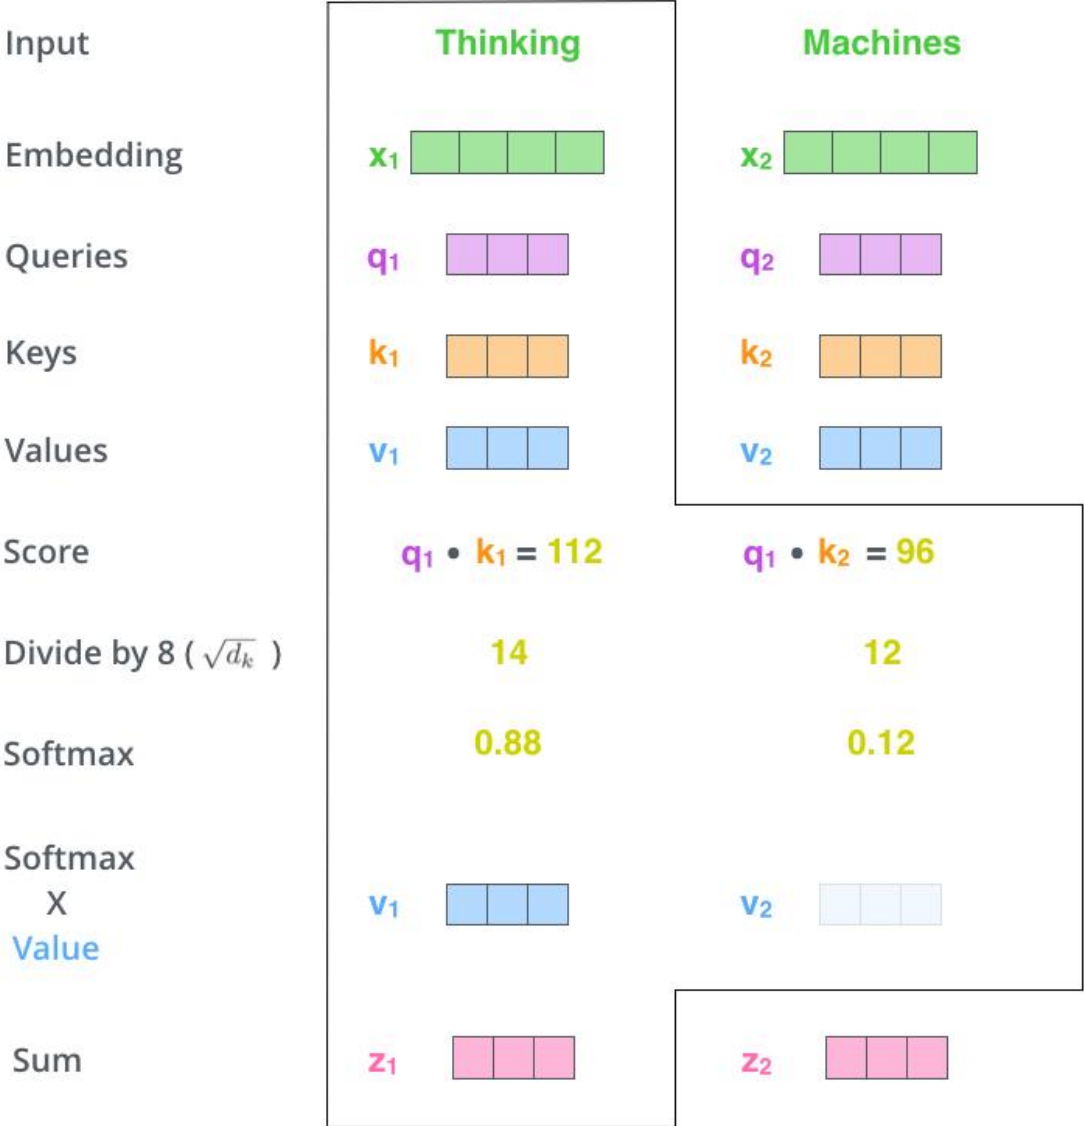 Input Thinking Machines
Embedding x₁ x₂
Queries q₁ q₂
Keys k₁ k₂
Values v₁ v₂
Score q₁ • k₁ = 112 q₁ • k₂ = 96
Divide by 8 ( √dₖ ) 14 12
Softmax 0.88 0.12
Softmax
X v₁ v₂
Value
Sum z₁ z₂